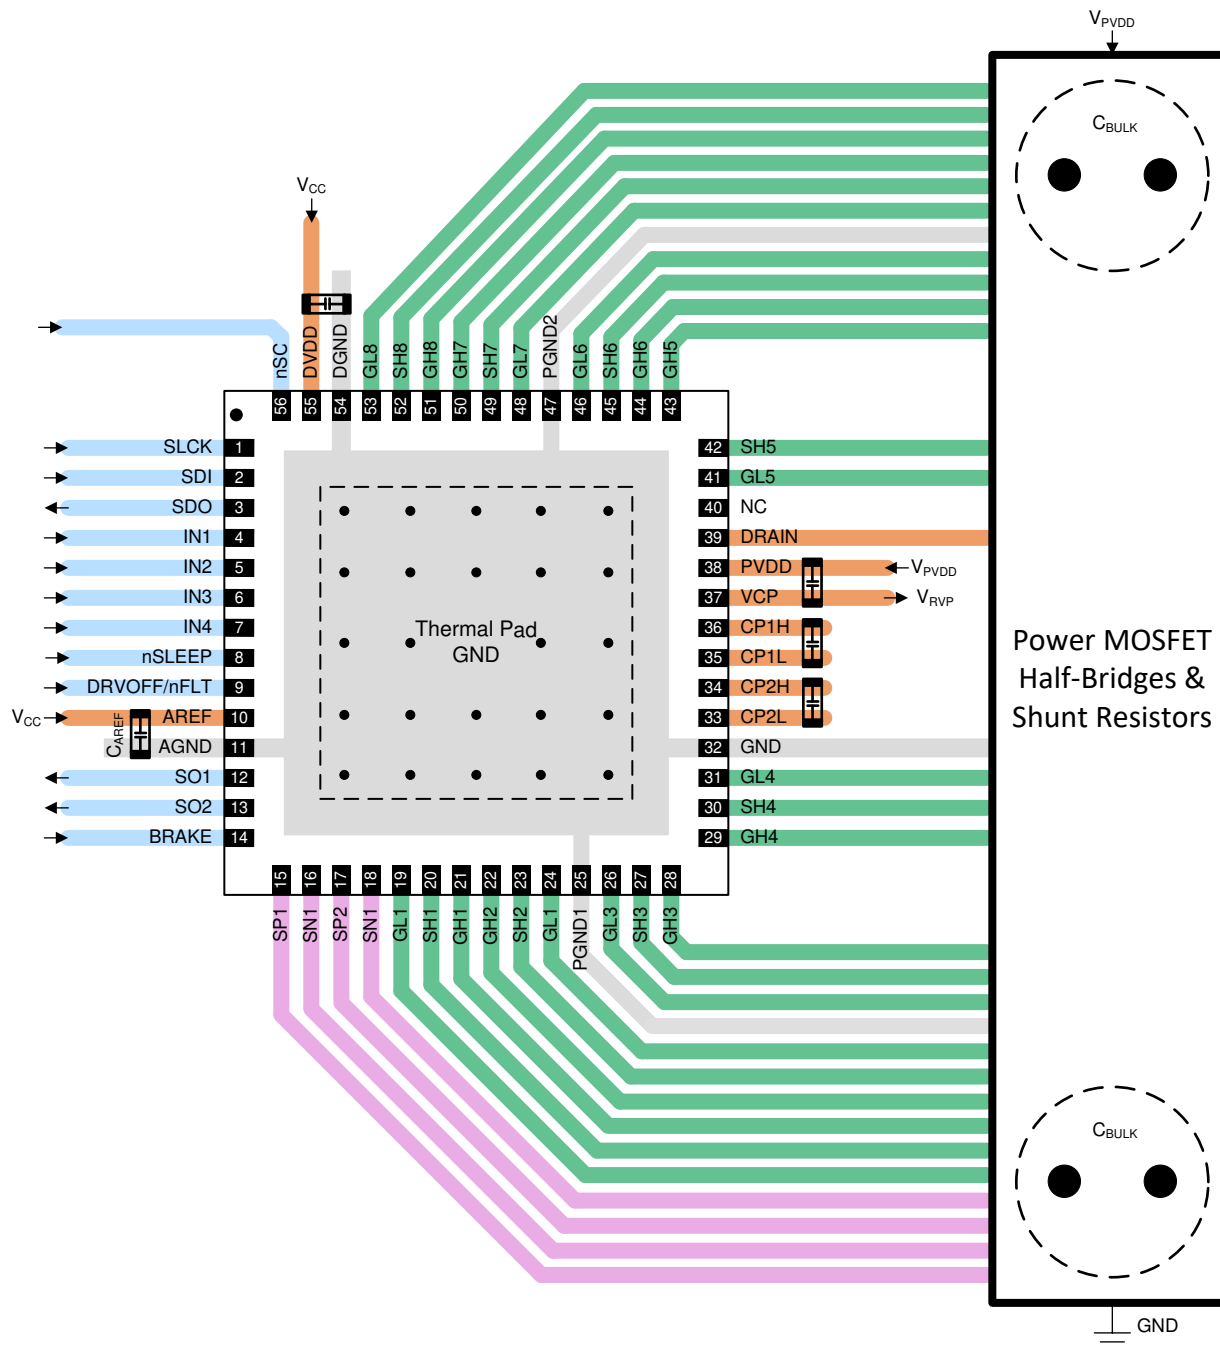 VPVDD
CBULK
VCC
nSC
DVDD
DGND
GL8
SH8
GH8
GH7
SH7
GL7
PGND2
GL6
SH6
GH6
GH5
56
55
54
53
52
51
50
49
48
47
46
45
44
43
SLCK 1
SDI 2
SDO 3
IN1 4
IN2 5
IN3 6
IN4 7
nSLEEP 8
DRVOFF/nFLT 9
VCC AREF 10
CAREF
AGND 11
SO1 12
SO2 13
BRAKE 14
Thermal Pad
GND
42 SH5
41 GL5
40 NC
39 DRAIN
38 PVDD VPVDD
37 VCP VRVP
36 CP1H
35 CP1L
34 CP2H
33 CP2L
32 GND
31 GL4
30 SH4
29 GH4
Power MOSFET
Half-Bridges &
Shunt Resistors
15
16
17
18
19
20
21
22
23
24
25
26
27
28
SP1
SN1
SP2
SN1
GL1
SH1
GH1
GH2
SH2
GL1
PGND1
GL3
SH3
GH3
CBULK
GND